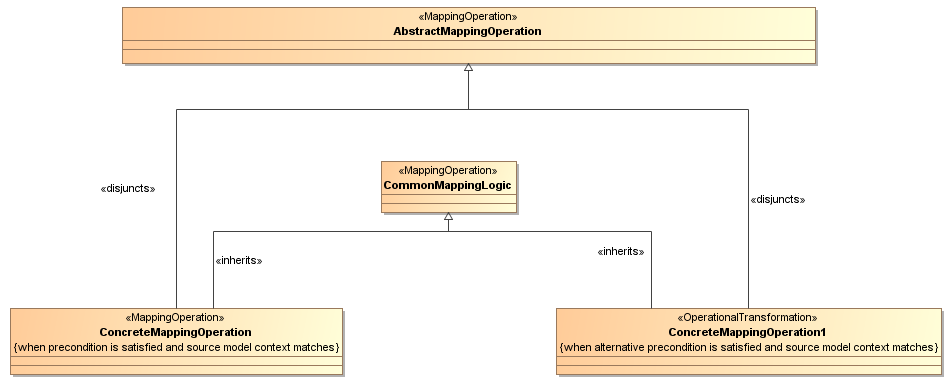 «MappingOperation»
AbstractMappingOperation
«MappingOperation»
CommonMappingLogic
«disjuncts»
«disjuncts»
«inherits»
«inherits»
«MappingOperation»
ConcreteMappingOperation
{when precondition is satisfied and source model context matches}
«OperationalTransformation»
ConcreteMappingOperation1
{when alternative precondition is satisfied and source model context matches}